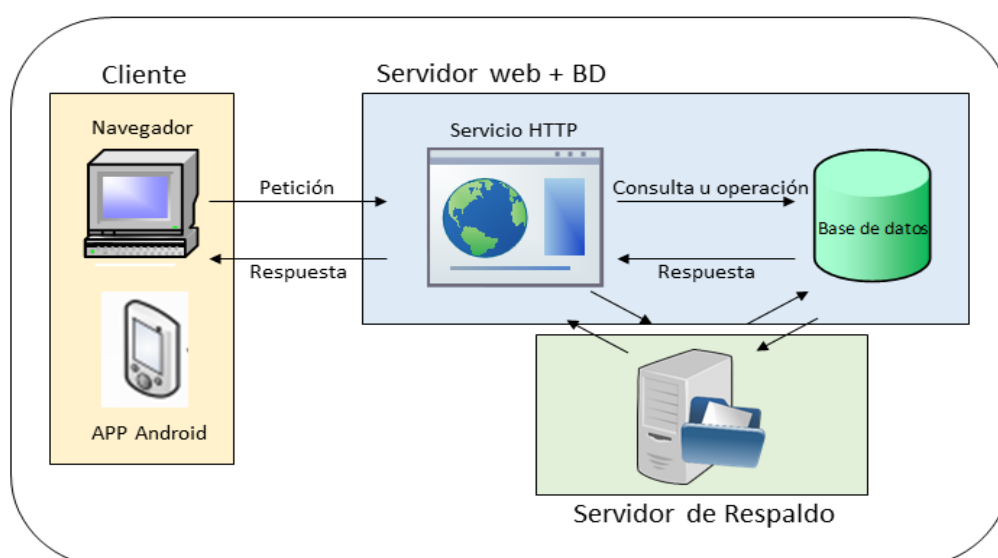 Cliente
Servidor web + BD
Navegador
Servicio HTTP
Petición
Consulta u operación
Base de datos
Respuesta
Respuesta
APP Android
Servidor de Respaldo